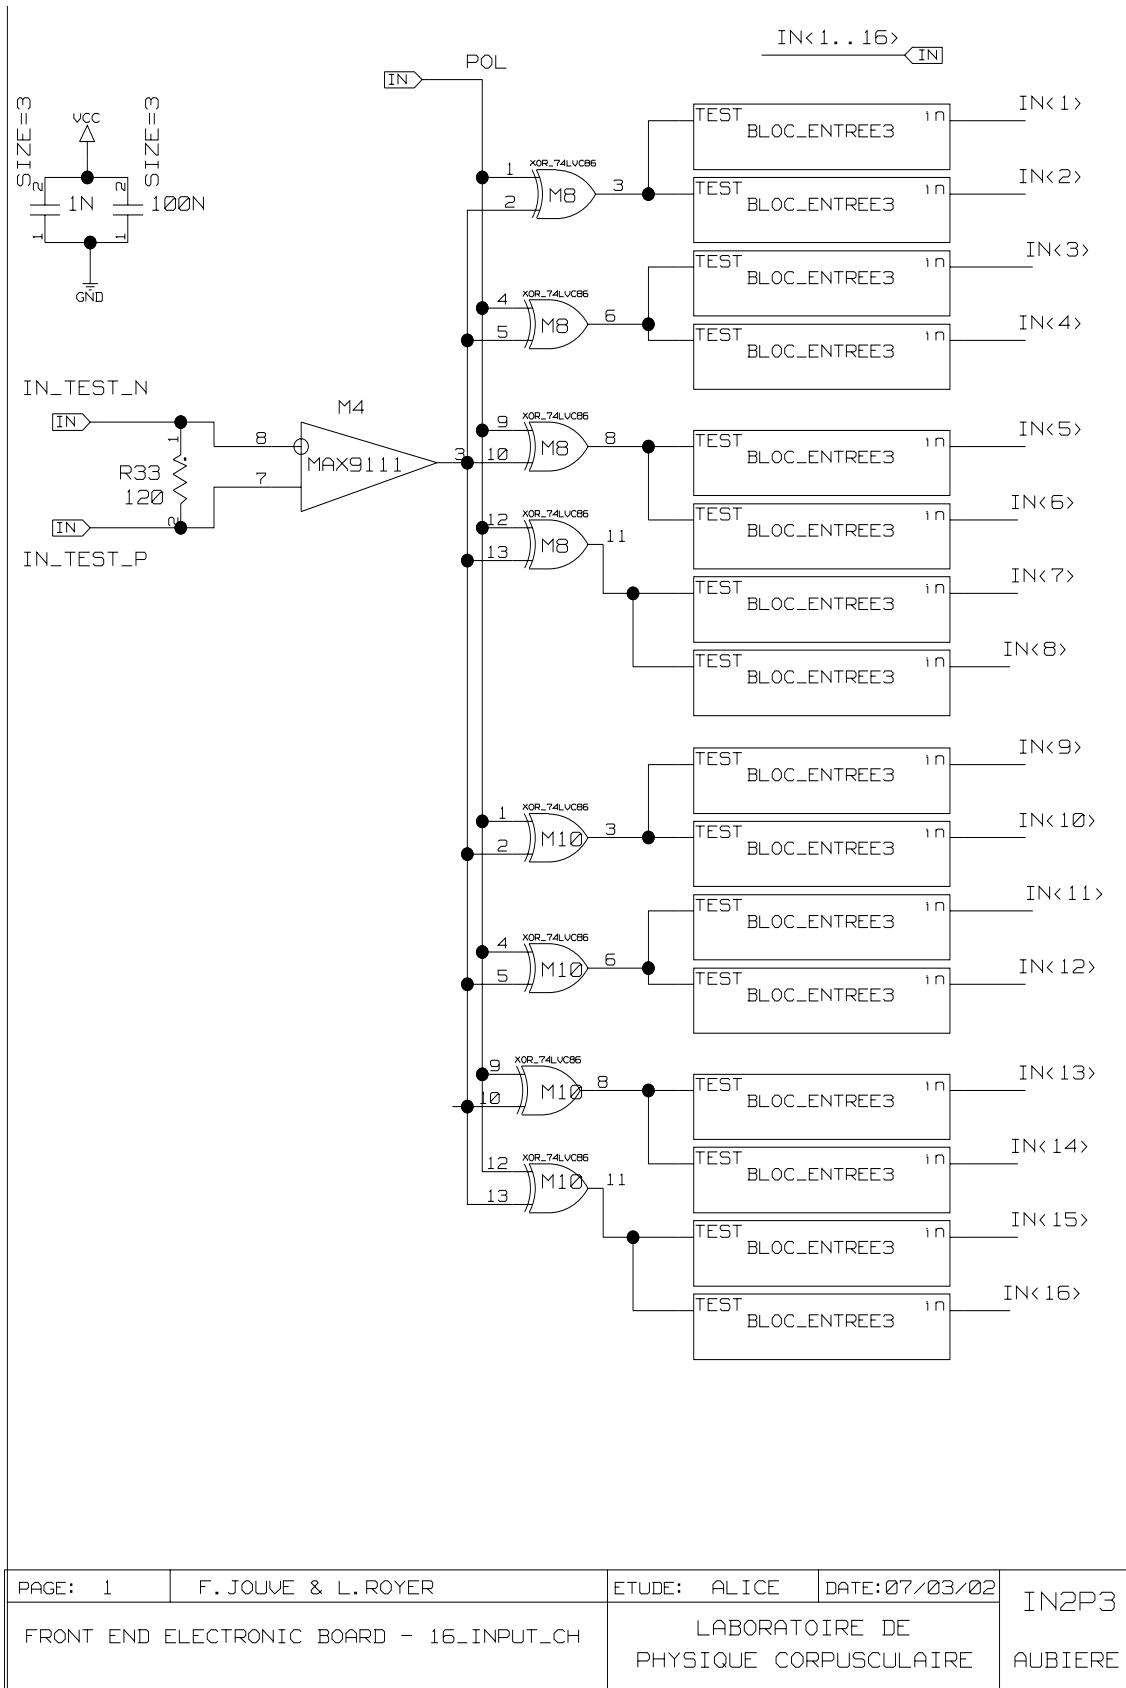 IN<1..16>
IN
POL
IN
SIZE=3
SIZE=3
VCC
2
2
1N
100N
1
1
GND
XOR_74LVC86
1
2
M8
3
TEST
in
BLOC_ENTREE3
IN<1>
TEST
in
BLOC_ENTREE3
IN<2>
XOR_74LVC86
4
5
M8
6
TEST
in
BLOC_ENTREE3
IN<3>
TEST
in
BLOC_ENTREE3
IN<4>
IN_TEST_N
IN
1
R33
120
2
IN
IN_TEST_P
M4
8
7
MAX9111
3
XOR_74LVC86
9
10
M8
8
TEST
in
BLOC_ENTREE3
IN<5>
TEST
in
BLOC_ENTREE3
IN<6>
XOR_74LVC86
12
13
M8
11
TEST
in
BLOC_ENTREE3
IN<7>
TEST
in
BLOC_ENTREE3
IN<8>
XOR_74LVC86
1
2
M10
3
TEST
in
BLOC_ENTREE3
IN<9>
TEST
in
BLOC_ENTREE3
IN<10>
XOR_74LVC86
4
5
M10
6
TEST
in
BLOC_ENTREE3
IN<11>
TEST
in
BLOC_ENTREE3
IN<12>
XOR_74LVC86
9
10
M10
8
TEST
in
BLOC_ENTREE3
IN<13>
TEST
in
BLOC_ENTREE3
IN<14>
XOR_74LVC86
12
13
M10
11
TEST
in
BLOC_ENTREE3
IN<15>
TEST
in
BLOC_ENTREE3
IN<16>
PAGE: 1
F.JOUVE & L.ROYER
ETUDE: ALICE
DATE:07/03/02
IN2P3
AUBIERE
FRONT END ELECTRONIC BOARD - 16_INPUT_CH
LABORATOIRE DE
PHYSIQUE CORPUSCULAIRE